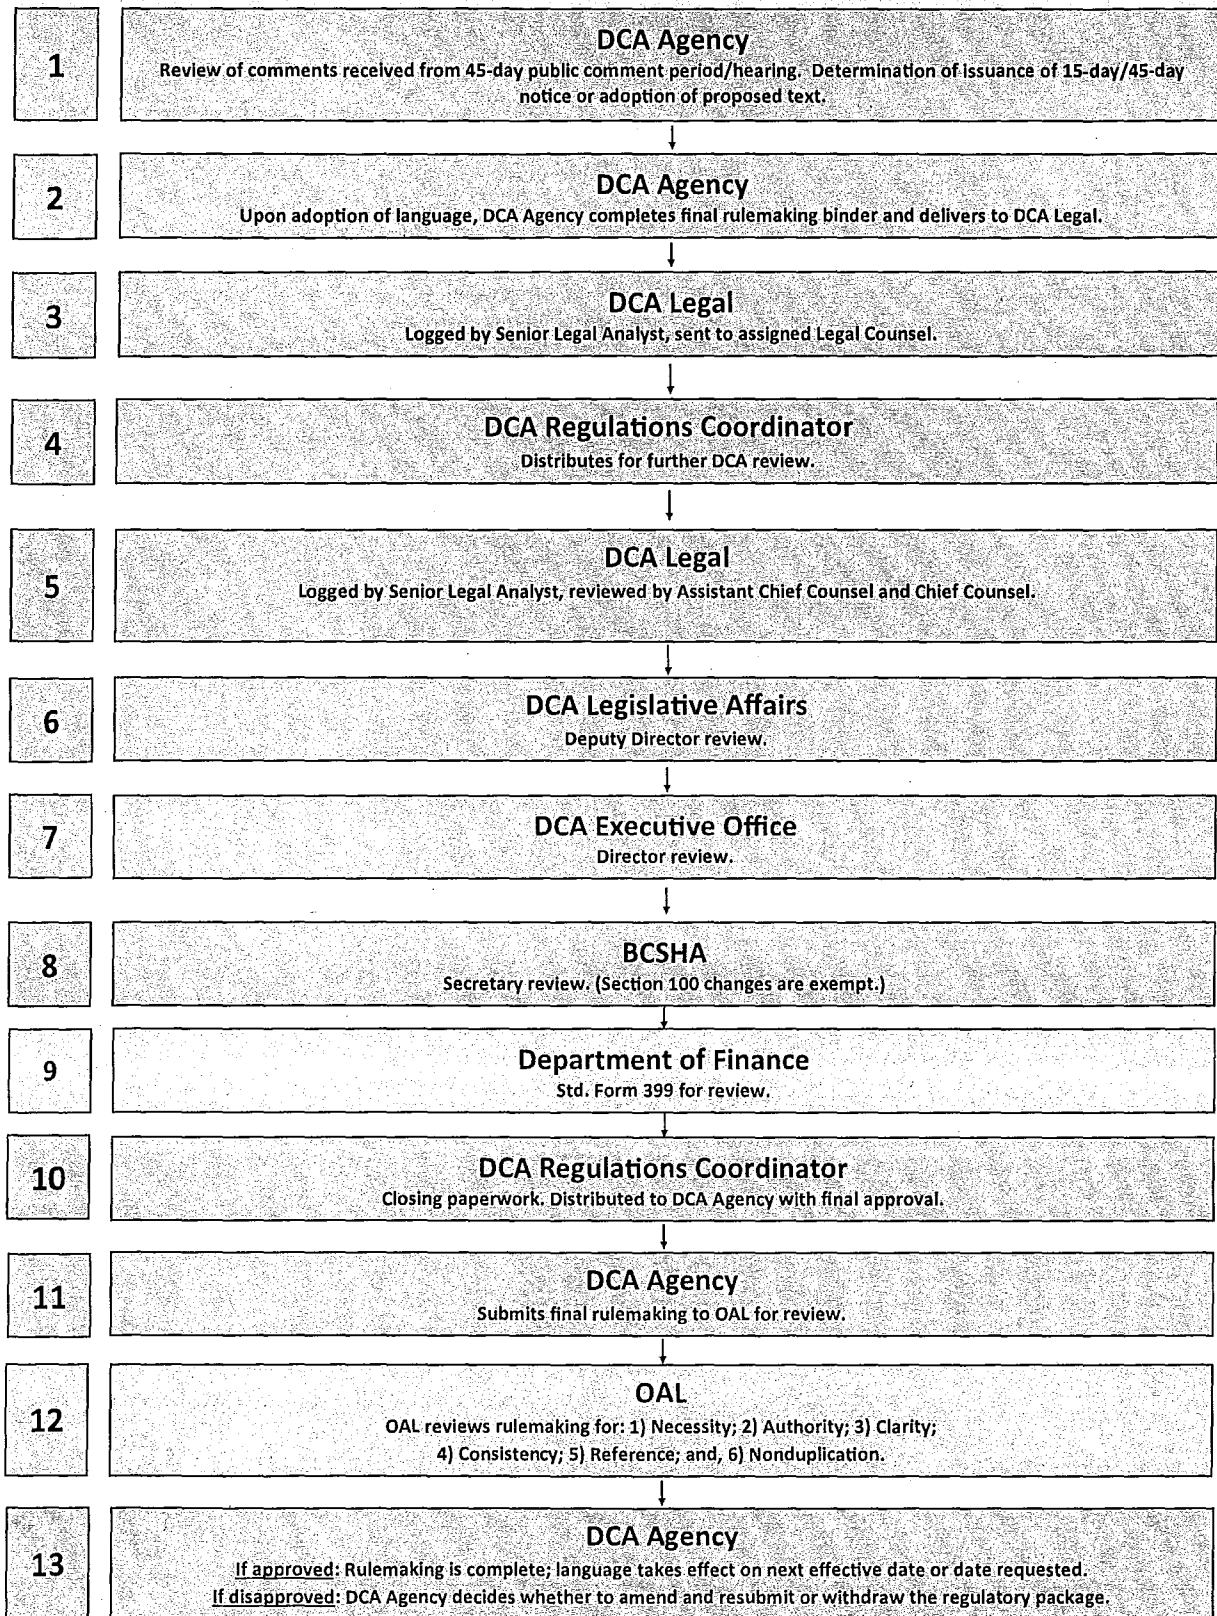 1
DCA Agency
Review of comments received from 45-day public comment period/hearing. Determination of issuance of 15-day/45-day
notice or adoption of proposed text.
2
DCA Agency
Upon adoption of language, DCA Agency completes final rulemaking binder and delivers to DCA Legal.
3
DCA Legal
Logged by Senior Legal Analyst, sent to assigned Legal Counsel.
4
DCA Regulations Coordinator
Distributes for further DCA review.
5
DCA Legal
Logged by Senior Legal Analyst, reviewed by Assistant Chief Counsel and Chief Counsel.
6
DCA Legislative Affairs
Deputy Director review.
7
DCA Executive Office
Director review.
8
BCSHA
Secretary review. (Section 100 changes are exempt.)
9
Department of Finance
Std. Form 399 for review.
10
DCA Regulations Coordinator
Closing paperwork. Distributed to DCA Agency with final approval.
11
DCA Agency
Submits final rulemaking to OAL for review.
12
OAL
OAL reviews rulemaking for: 1) Necessity; 2) Authority; 3) Clarity;
4) Consistency; 5) Reference; and, 6) Nonduplication.
13
DCA Agency
If approved: Rulemaking is complete; language takes effect on next effective date or date requested.
If disapproved: DCA Agency decides whether to amend and resubmit or withdraw the regulatory package.